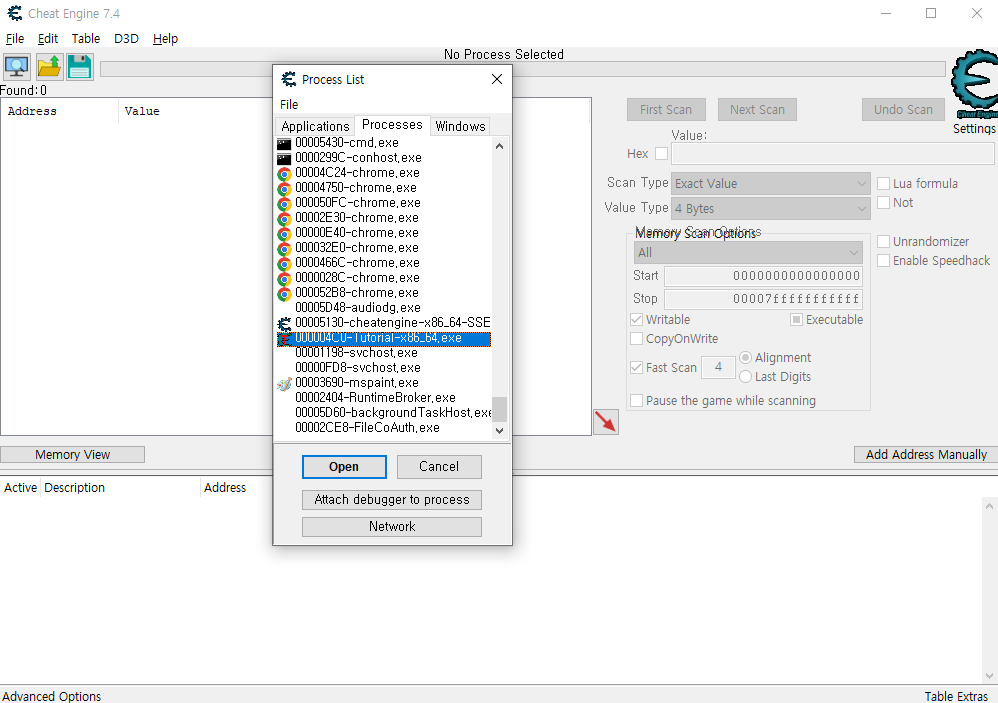 Cheat Engine 7.4
File Edit Table D3D Help
No Process Selected
Found:0
Address Value
Process List
File
Applications Processes Windows
00005430-cmd.exe
0000299C-conhost.exe
00004C24-chrome.exe
00004750-chrome.exe
000050FC-chrome.exe
00002E30-chrome.exe
00000E40-chrome.exe
000032E0-chrome.exe
0000466C-chrome.exe
0000028C-chrome.exe
000052B8-chrome.exe
00005D48-audiodg.exe
00005130-cheatengine-x86_64-SSE
000004C0-Tutorial-x86_64.exe
00001198-svchost.exe
00000FD8-svchost.exe
00003690-mspaint.exe
00002404-RuntimeBroker.exe
00005D60-backgroundTaskHost.exe
00002CE8-FileCoAuth.exe
Open Cancel
Attach debugger to process
Network
First Scan Next Scan Undo Scan
Cheat Engine
Settings
Value:
Hex
Scan Type Exact Value
Lua formula
Value Type 4 Bytes
Not
Memory Scan Options
All
Unrandomizer
Enable Speedhack
Start 0000000000000000
Stop 00007fffffffffff
Writable Executable
CopyOnWrite
Fast Scan 4 Alignment
Last Digits
Pause the game while scanning
Memory View
Add Address Manually
Active Description Address
Advanced Options
Table Extras